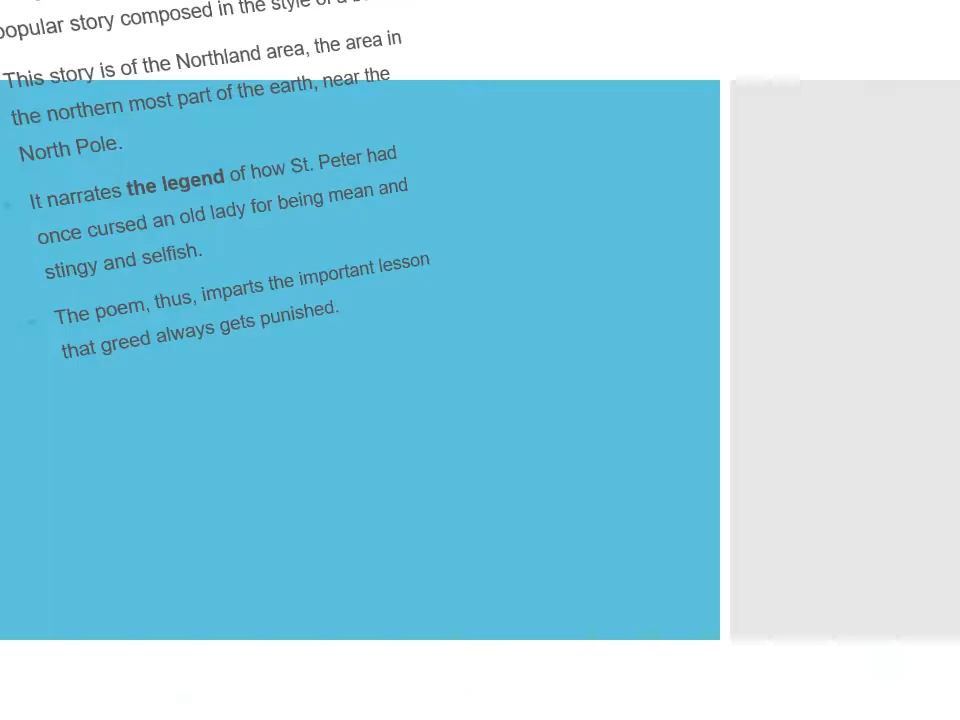 popular story composed in the style of a
This story is of the Northland area, the area in
the northern most part of the earth, near the
North Pole.
It narrates the legend of how St. Peter had
once cursed an old lady for being mean and
stingy and selfish.
The poem, thus, imparts the important lesson
that greed always gets punished.